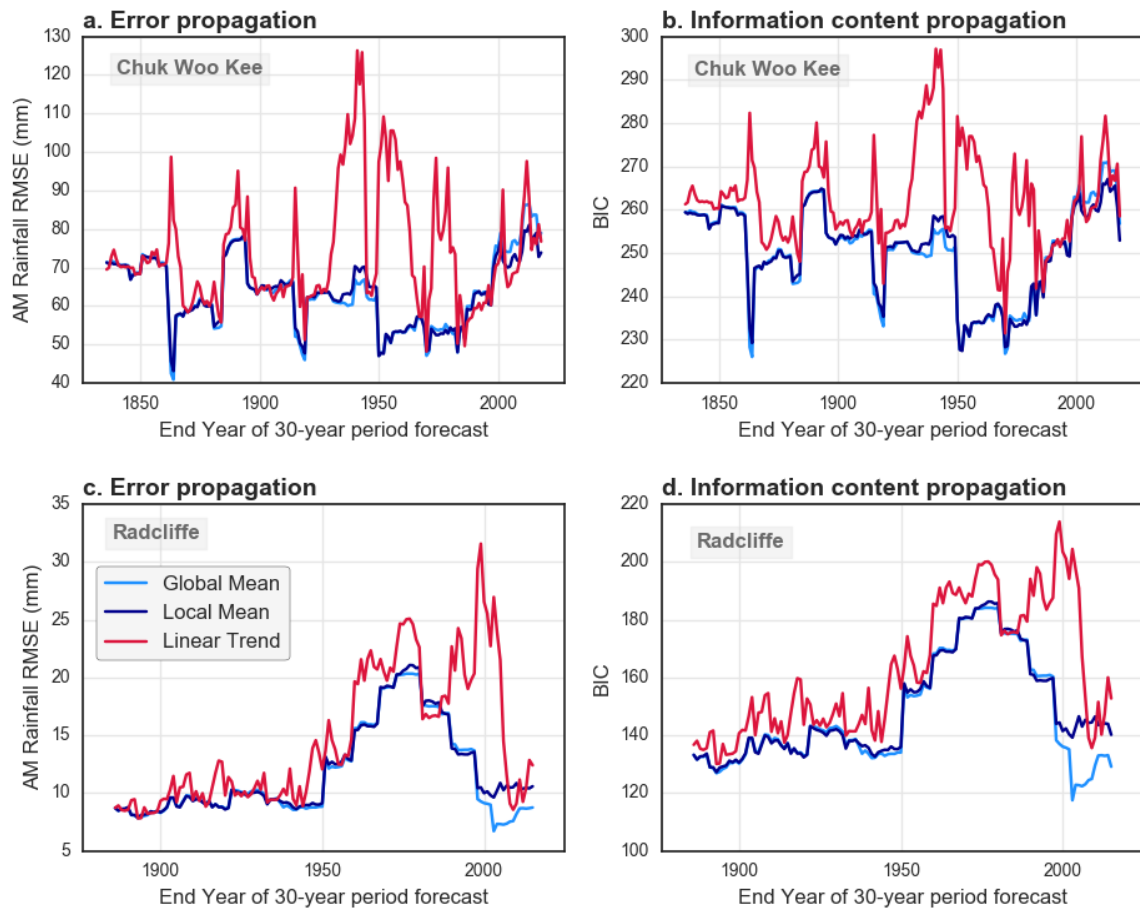 a. Error propagation
130
120
110
100
90
80
70
60
50
40
AM Rainfall RMSE (mm)
Chuk Woo Kee
1850
1900
1950
2000
End Year of 30-year period forecast
b. Information content propagation
300
290
280
270
260
250
240
230
220
BIC
Chuk Woo Kee
1850
1900
1950
2000
End Year of 30-year period forecast
c. Error propagation
35
30
25
20
15
10
5
AM Rainfall RMSE (mm)
Radcliffe
Global Mean
Local Mean
Linear Trend
1900
1950
2000
End Year of 30-year period forecast
d. Information content propagation
220
200
180
160
140
120
100
BIC
Radcliffe
1900
1950
2000
End Year of 30-year period forecast